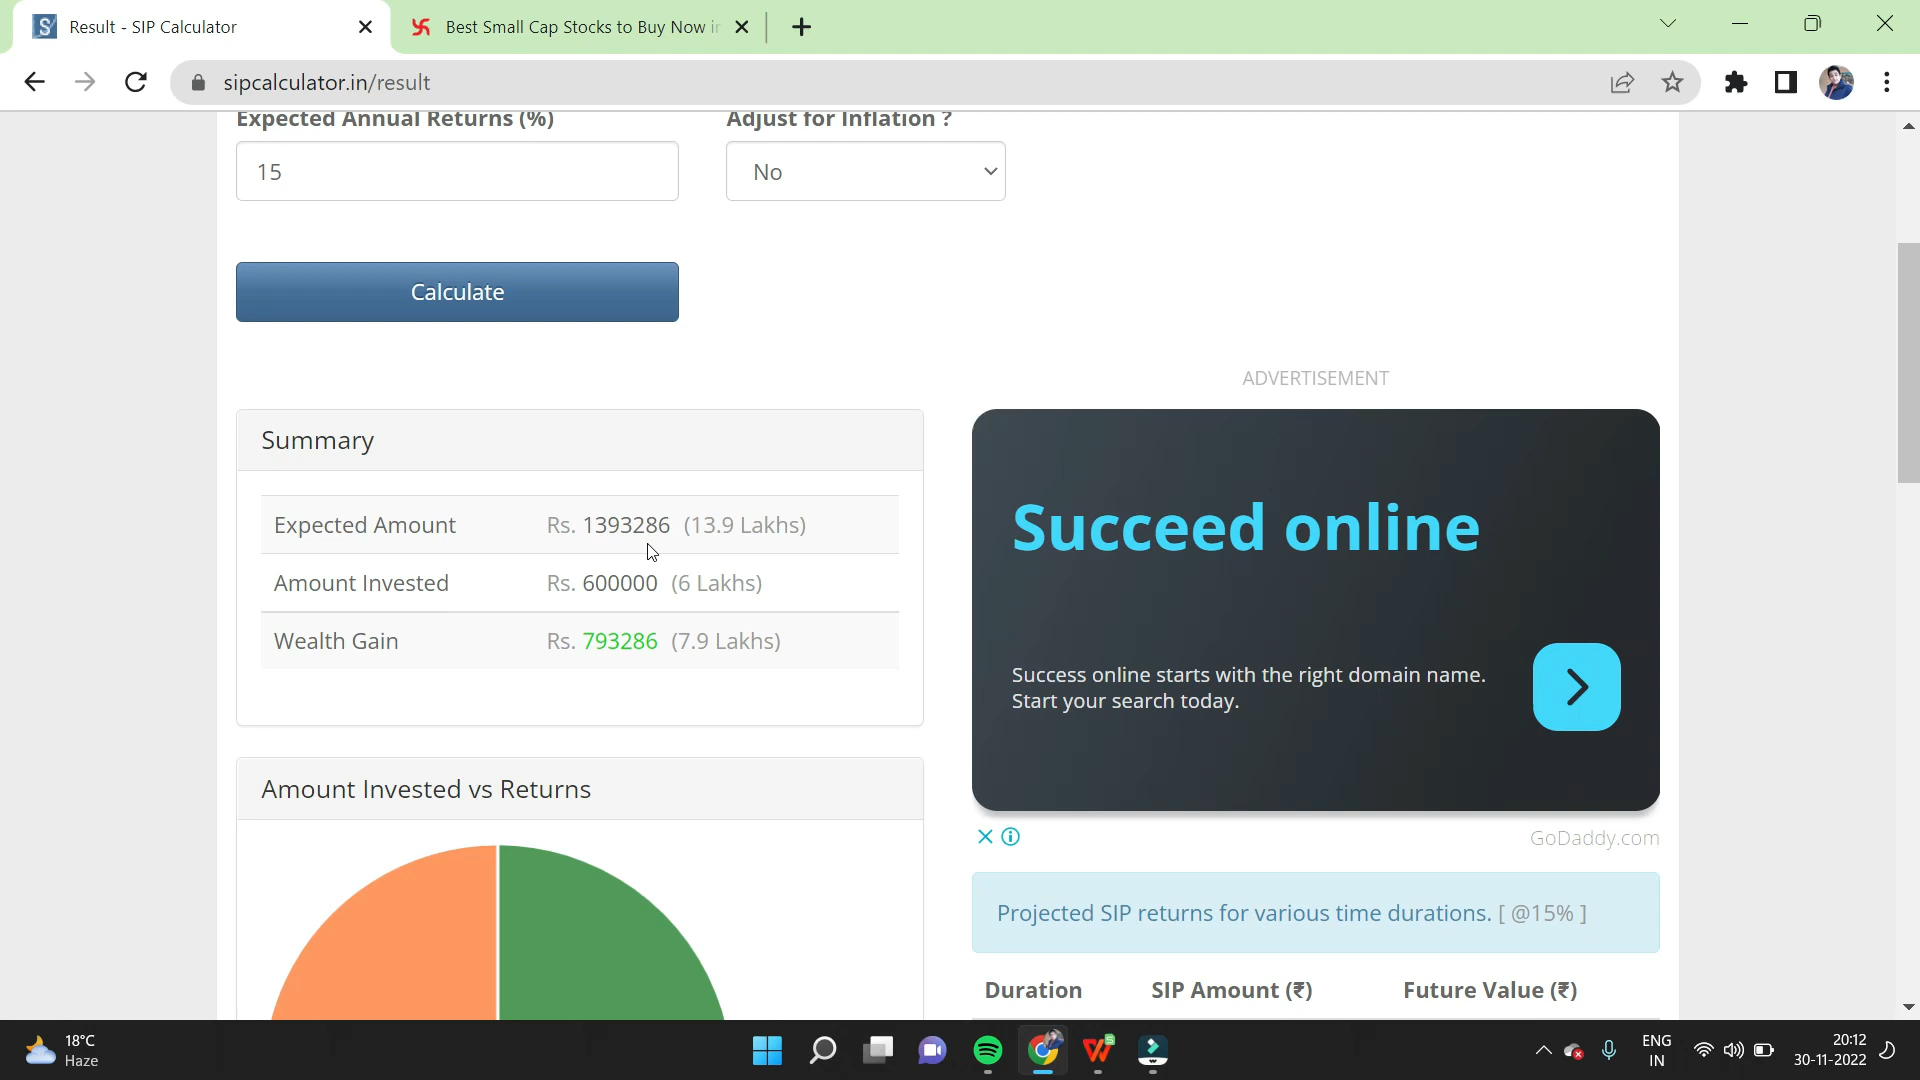 Result - SIP Calculator
Best Small Cap Stocks to Buy Now in
sipcalculator.in/result
Expected Annual Returns (%)
Adjust for Inflation ?
15
No
Calculate
ADVERTISEMENT
Summary
Expected Amount Rs. 1393286 (13.9 Lakhs)
Amount Invested Rs. 600000 (6 Lakhs)
Wealth Gain Rs. 793286 (7.9 Lakhs)
Succeed online
Success online starts with the right domain name.
Start your search today.
GoDaddy.com
Amount Invested vs Returns
Projected SIP returns for various time durations. [ @15% ]
Duration SIP Amount (₹) Future Value (₹)
18°C
Haze
ENG
IN
20:12
30-11-2022